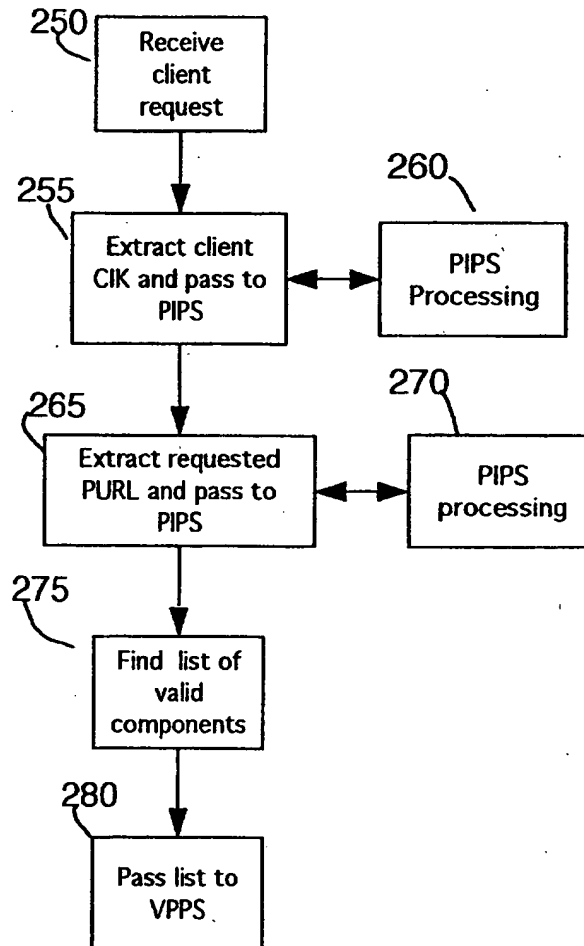 250
Receive
client
request
255
Extract client
CIK and pass to
PIPS
260
PIPS
Processing
265
Extract requested
PURL and pass to
PIPS
270
PIPS
processing
275
Find list of
valid
components
280
Pass list to
VPPS